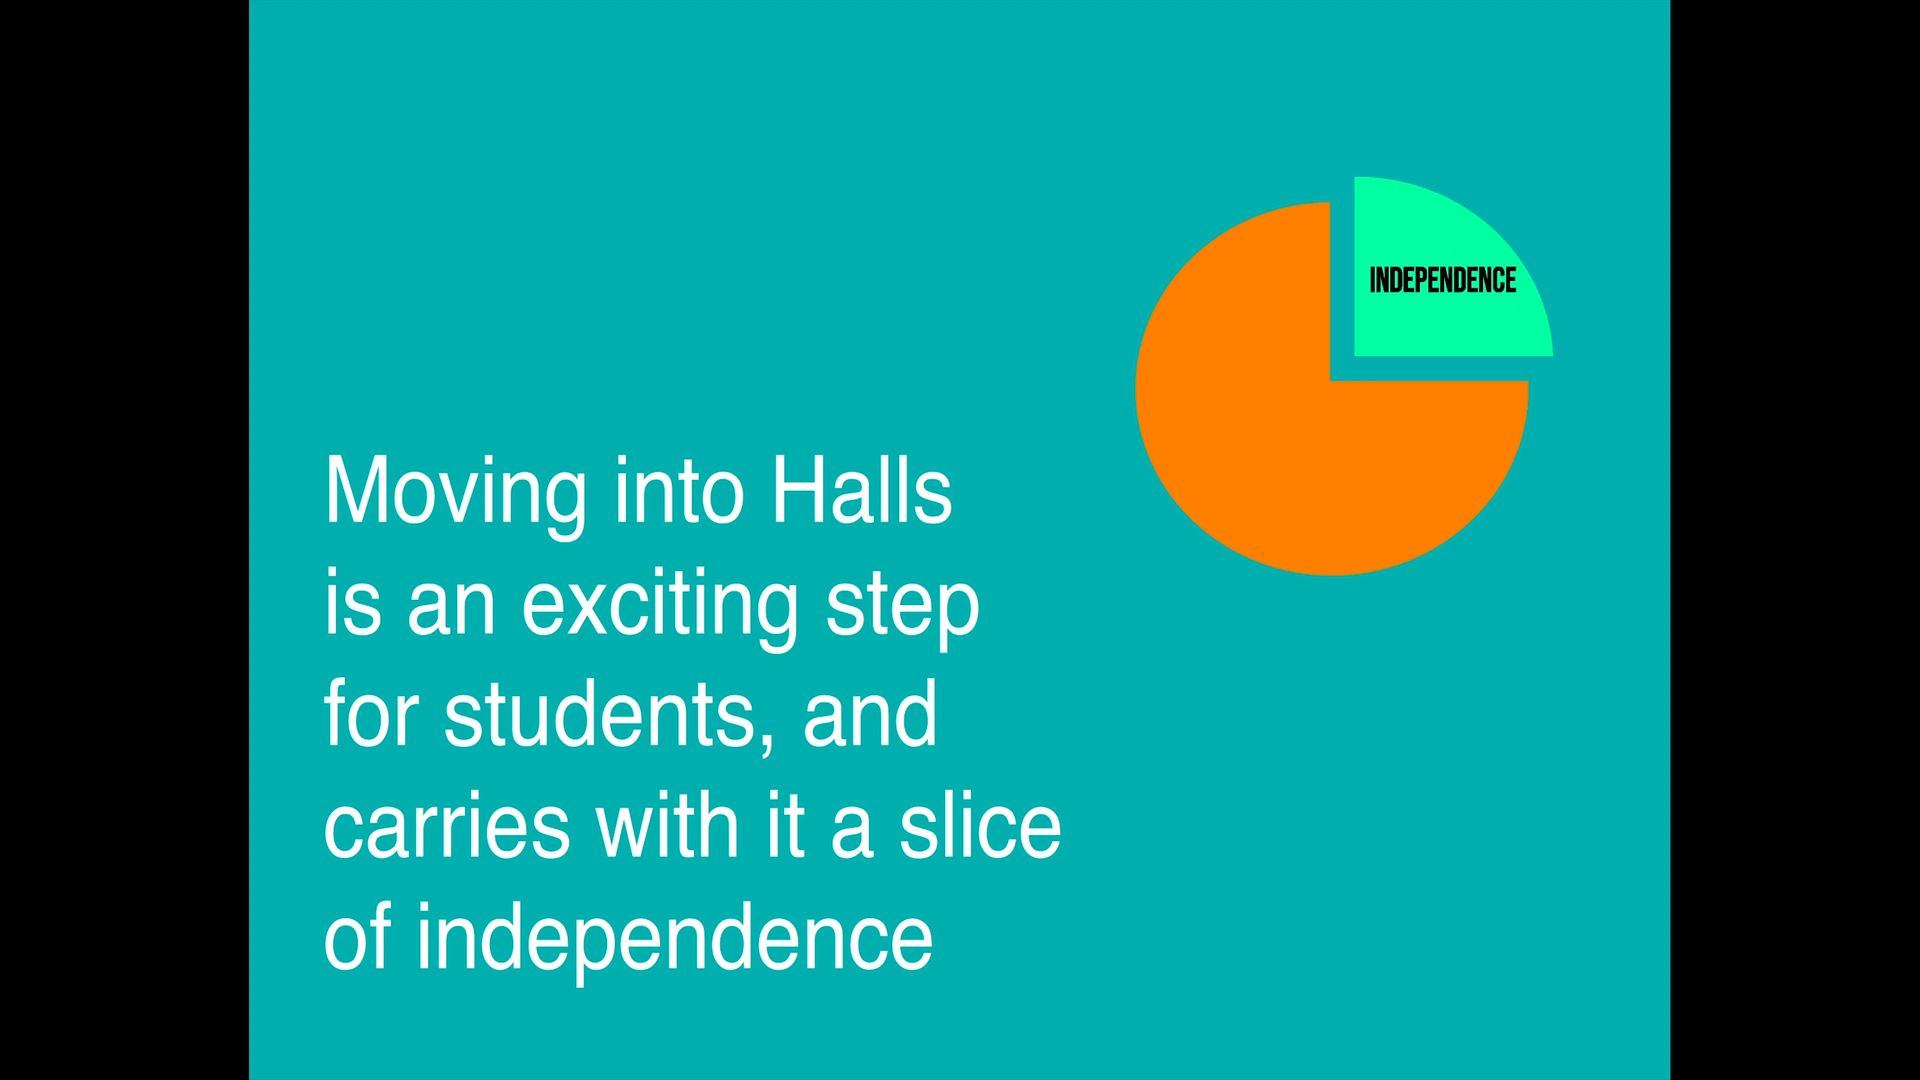 INDEPENDENCE
Moving into Halls
is an exciting step
for students, and
carries with it a slice
of independence